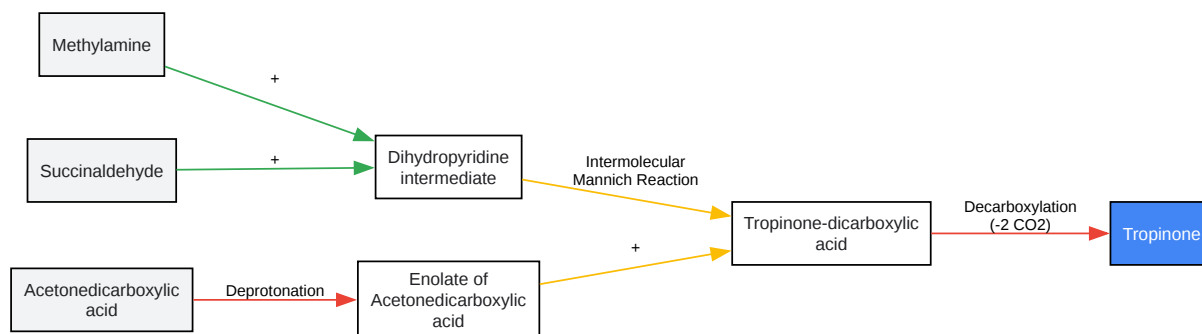 Methylamine
+
Succinaldehyde
+
Dihydropyridine
intermediate
Intermolecular
Mannich Reaction
Acetonedicarboxylic
acid
Deprotonation
Enolate of
Acetonedicarboxylic
acid
+
Tropinone-dicarboxylic
acid
Decarboxylation
(-2 CO2)
Tropinone